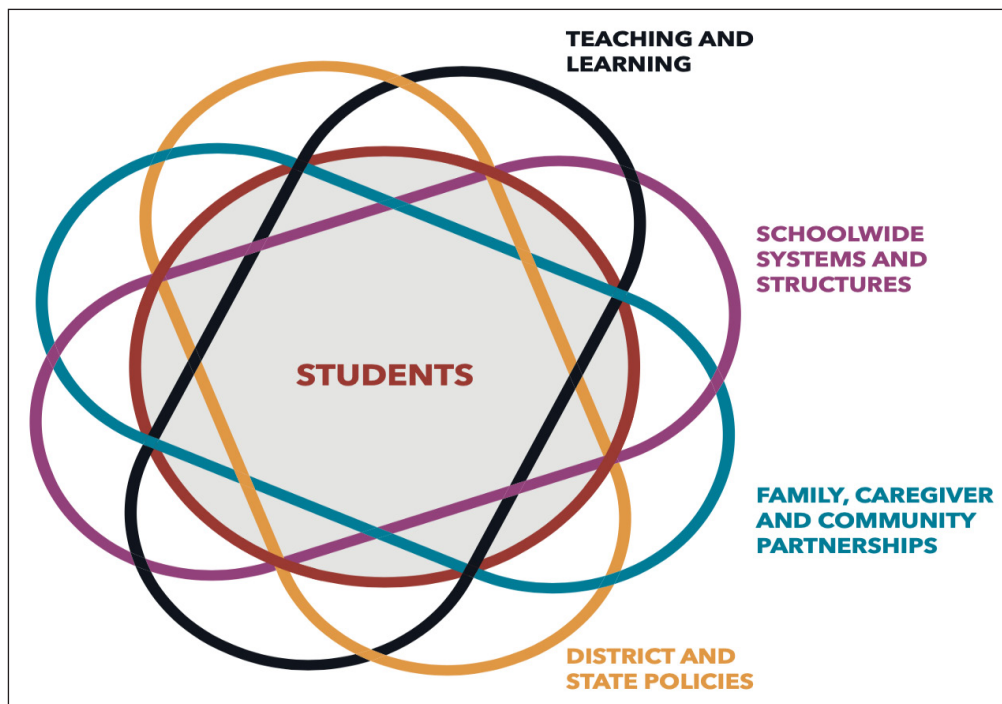 TEACHING AND
LEARNING
SCHOOLWIDE
SYSTEMS AND
STRUCTURES
STUDENTS
FAMILY, CAREGIVER
AND COMMUNITY
PARTNERSHIPS
DISTRICT AND
STATE POLICIES